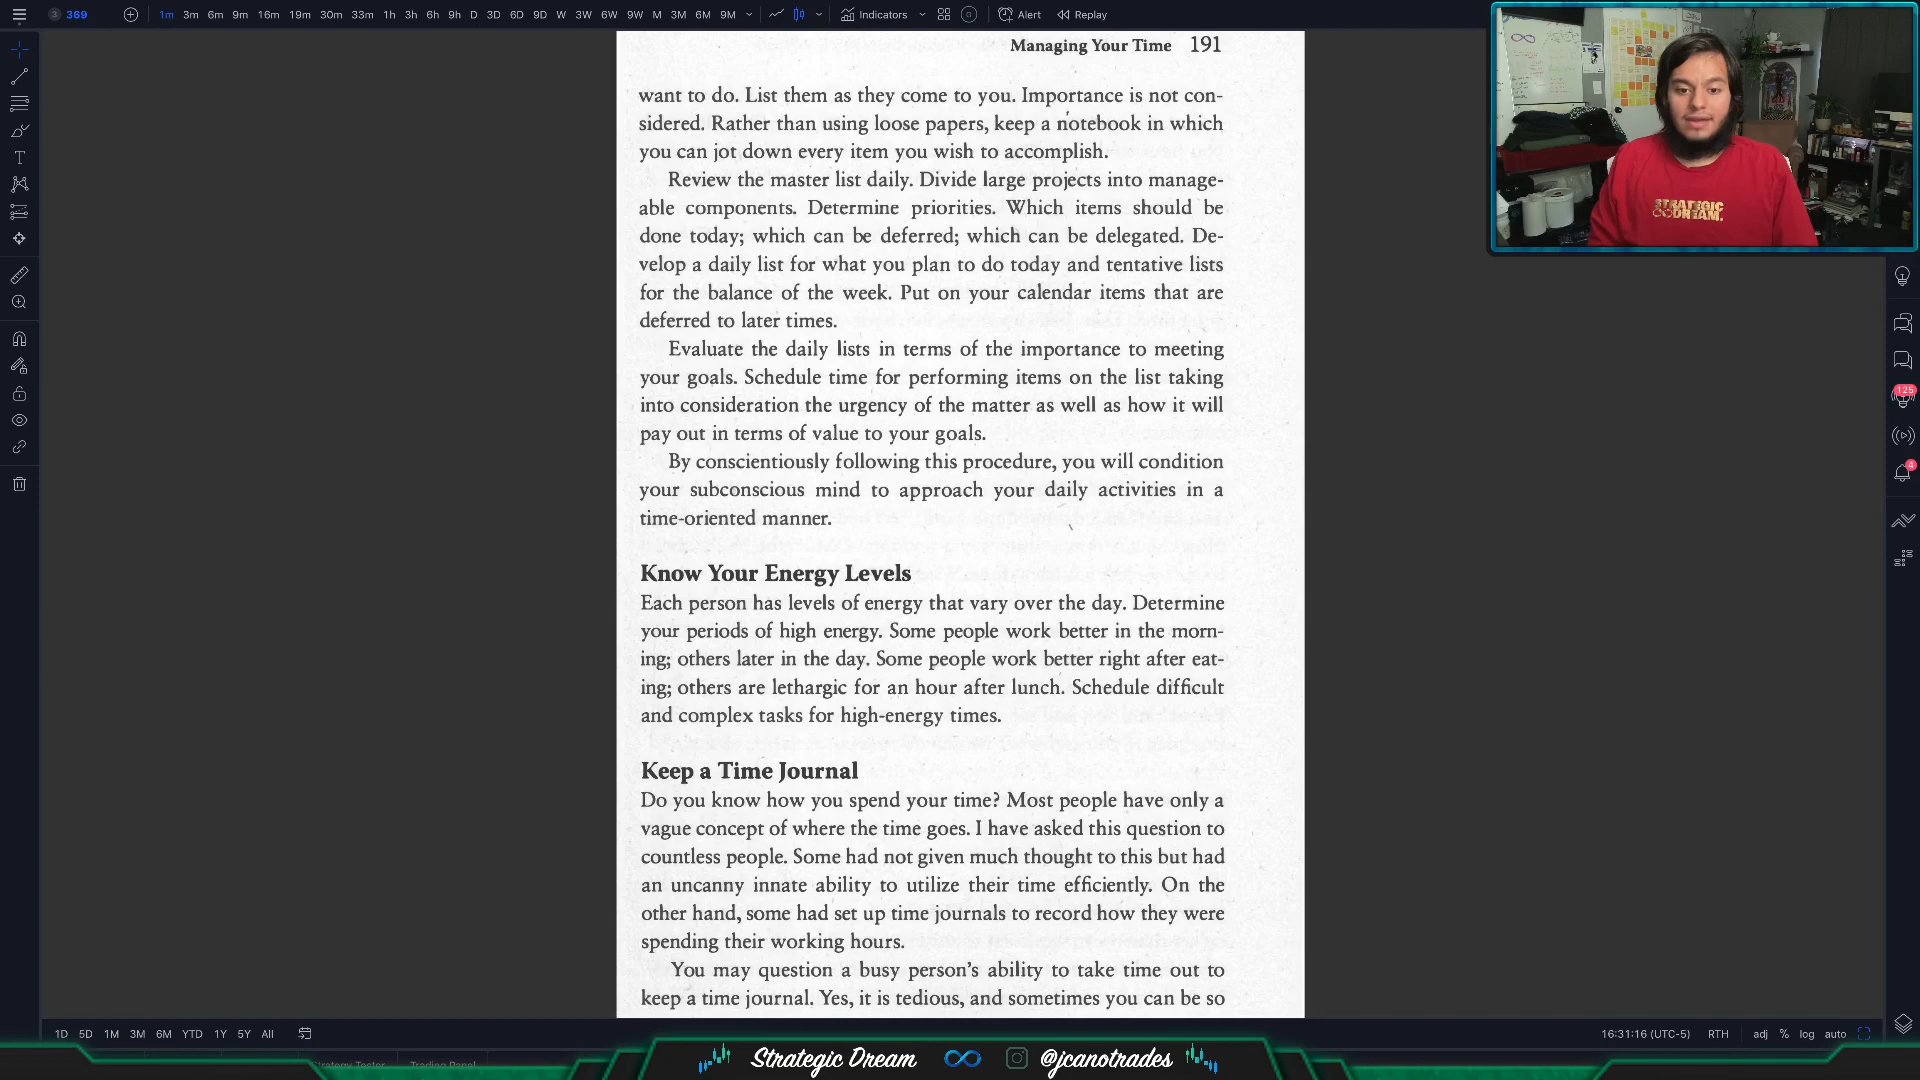 3 369 1m 3m 6m 9m 16m 19m 30m 33m 1h 3h 6h 9h D 3D 6D 9D W 3W 6W 9W M 3M 6M 9M Indicators Alert Replay
Managing Your Time 191
want to do. List them as they come to you. Importance is not con-
sidered. Rather than using loose papers, keep a notebook in which
you can jot down every item you wish to accomplish.
Review the master list daily. Divide large projects into manage-
able components. Determine priorities. Which items should be
done today; which can be deferred; which can be delegated. De-
velop a daily list for what you plan to do today and tentative lists
for the balance of the week. Put on your calendar items that are
deferred to later times.
Evaluate the daily lists in terms of the importance to meeting
your goals. Schedule time for performing items on the list taking
into consideration the urgency of the matter as well as how it will
pay out in terms of value to your goals.
By conscientiously following this procedure, you will condition
your subconscious mind to approach your daily activities in a
time-oriented manner.
Know Your Energy Levels
Each person has levels of energy that vary over the day. Determine
your periods of high energy. Some people work better in the morn-
ing; others later in the day. Some people work better right after eat-
ing; others are lethargic for an hour after lunch. Schedule difficult
and complex tasks for high-energy times.
Keep a Time Journal
Do you know how you spend your time? Most people have only a
vague concept of where the time goes. I have asked this question to
countless people. Some had not given much thought to this but had
an uncanny innate ability to utilize their time efficiently. On the
other hand, some had set up time journals to record how they were
spending their working hours.
You may question a busy person's ability to take time out to
keep a time journal. Yes, it is tedious, and sometimes you can be so
STRATEGIC
DREAM.
125
4
1D 5D 1M 3M 6M YTD 1Y 5Y All 16:31:16 (UTC-5) RTH adj % log auto
Strategy Tester Trading Panel
Strategic Dream @jcanotrades